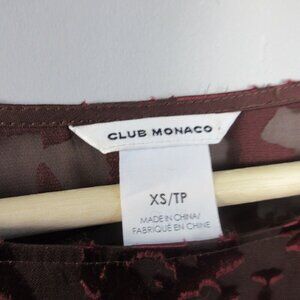 CLUB MONACO
XS/TP
MADE IN CHINA/
FABRIQUÉ EN CHINE